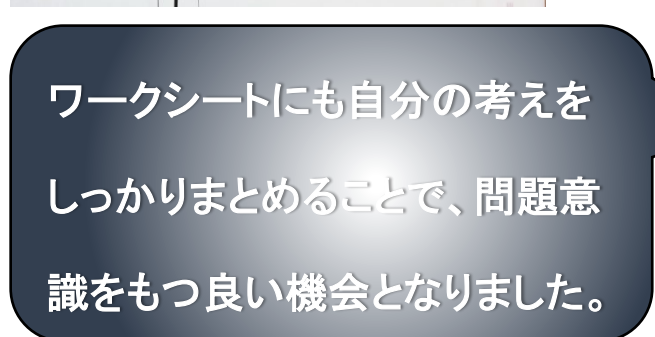 ワークシートにも自分の考えを
しっかりまとめることで、問題意
識をもつ良い機会となりました。